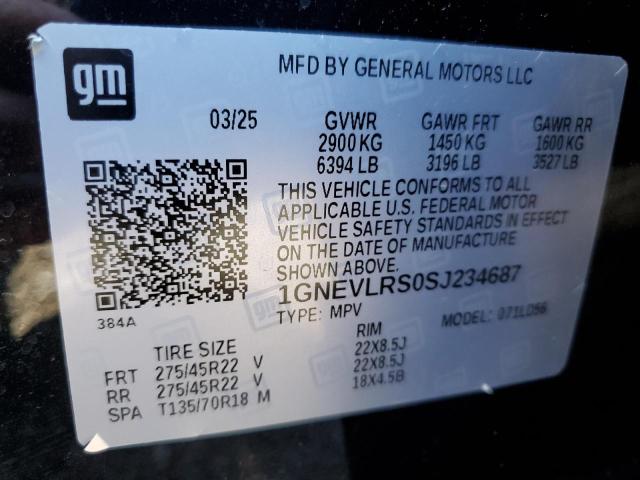 gm
MFD BY GENERAL MOTORS LLC
03/25 GVWR GAWR FRT GAWR RR
2900 KG 1450 KG 1600 KG
6394 LB 3196 LB 3527 LB
THIS VEHICLE CONFORMS TO ALL
APPLICABLE U.S. FEDERAL MOTOR
VEHICLE SAFETY STANDARDS IN EFFECT
ON THE DATE OF MANUFACTURE
SHOWN ABOVE.
384A 1GNEVLRS0SJ234687
TYPE: MPV MODEL: 071LD56
TIRE SIZE RIM
FRT 275/45R22 V 22X8.5J
RR 275/45R22 V 22X8.5J
SPA T135/70R18 M 18X4.5B